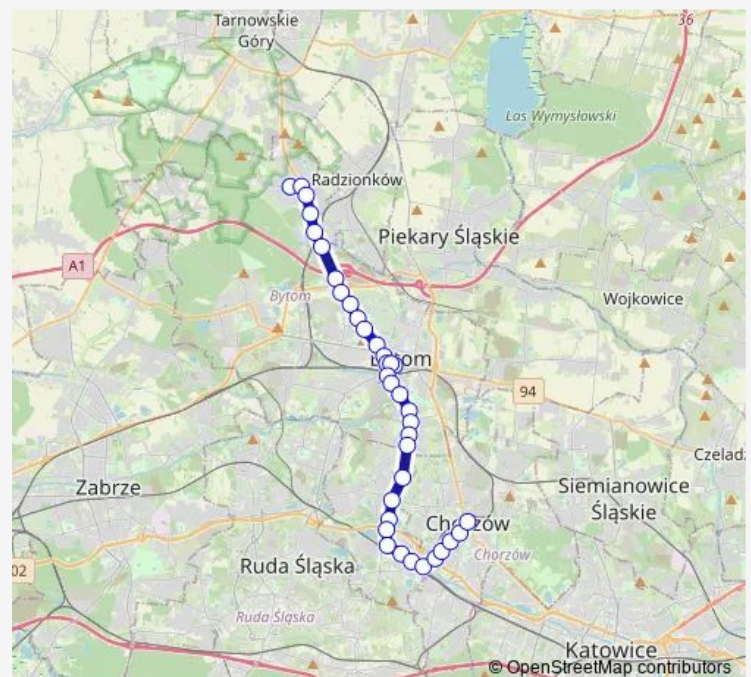 Tarnowskie
Góry
36
Las Wymysłowski
Radzionków
Piekary Śląskie
A1
Wojkowice
Bytom
94
Czeladź
Zabrze
Siemianowice
Śląskie
Chorzów
Chorzów
02
Ruda Śląska
Ruda Śląska
Katowice
© OpenStreetMap contributors